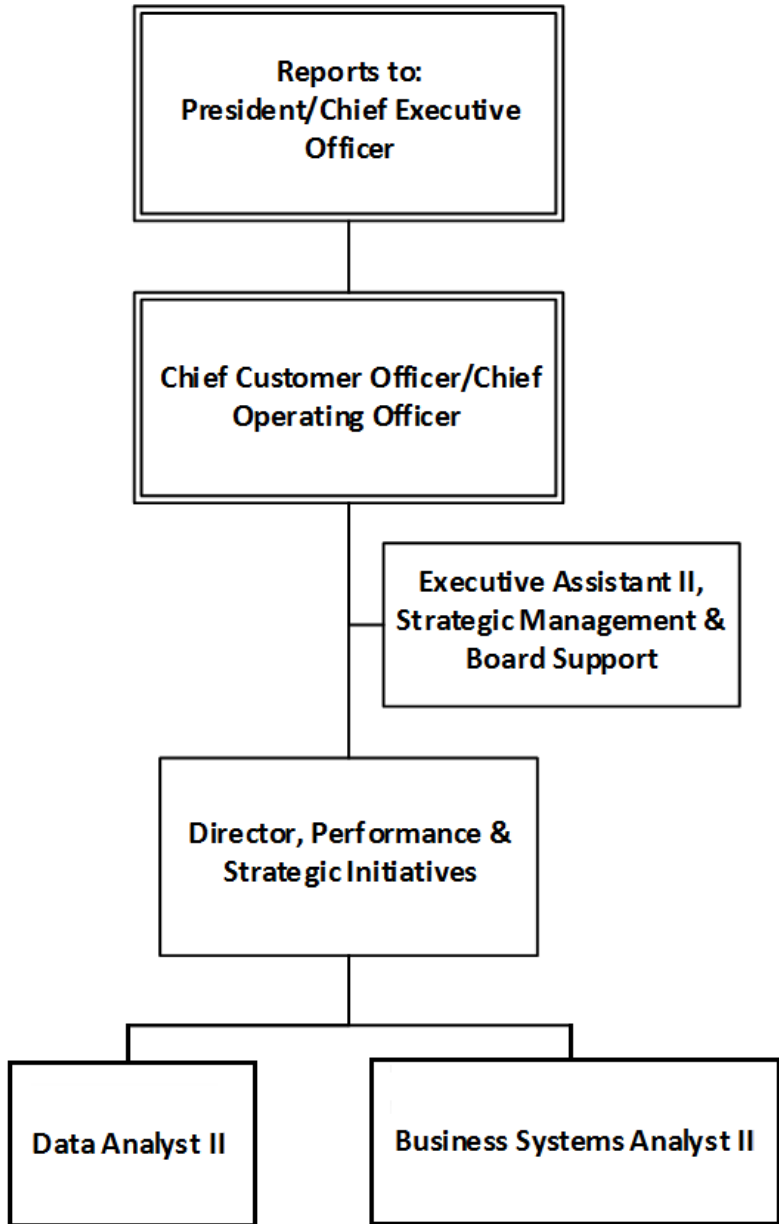 Reports to:
President/Chief Executive
Officer
Chief Customer Officer/Chief
Operating Officer
Executive Assistant II,
Strategic Management &
Board Support
Director, Performance &
Strategic Initiatives
Data Analyst II
Business Systems Analyst II